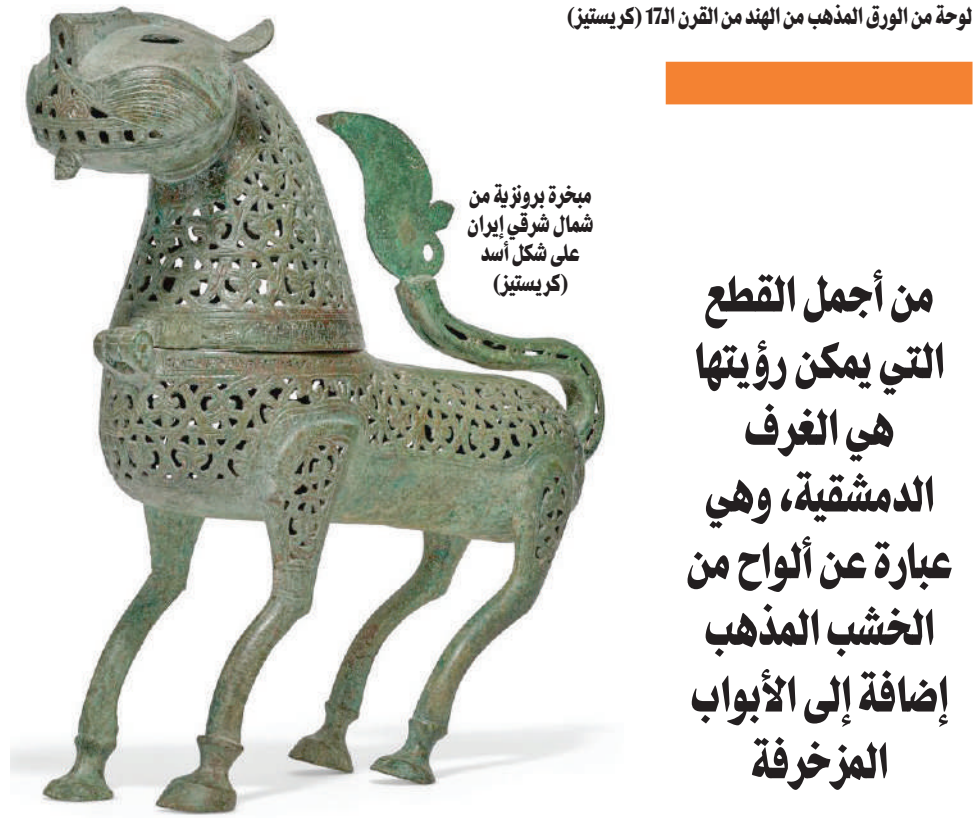 لوحة من الورق المذهب من الهند من القرن الـ17 (كريستيز)
مبخرة برونزية من
شمال شرقي إيران
على شكل أسد
(كريستيز)
من أجمل القطع
التي يمكن رؤيتها
هي الغرف
الدمشقية، وهي
عبارة عن ألواح من
الخشب المذهب
إضافة إلى الأبواب
المزخرفة